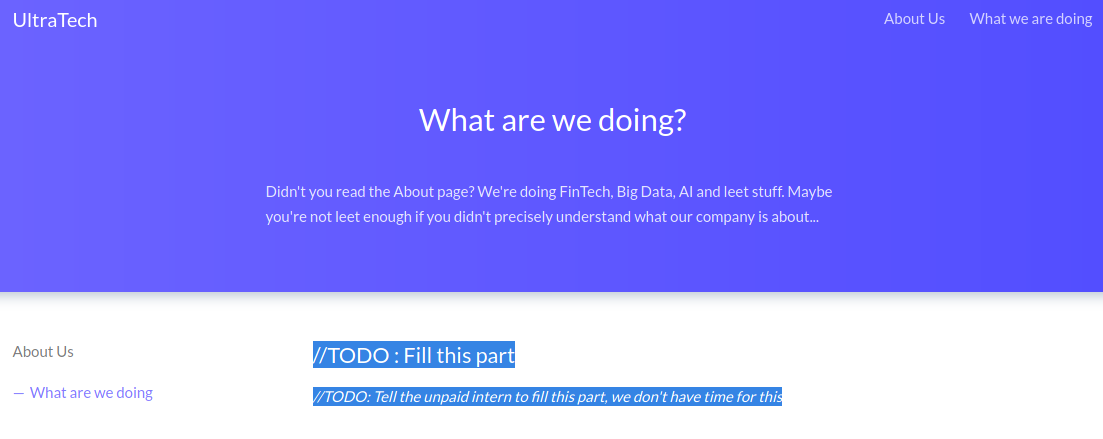 UltraTech
About Us
What we are doing
What are we doing?
Didn't you read the About page? We're doing FinTech, Big Data, AI and leet stuff. Maybe
you're not leet enough if you didn't precisely understand what our company is about...
About Us
— What are we doing
//TODO : Fill this part
//TODO: Tell the unpaid intern to fill this part, we don't have time for this